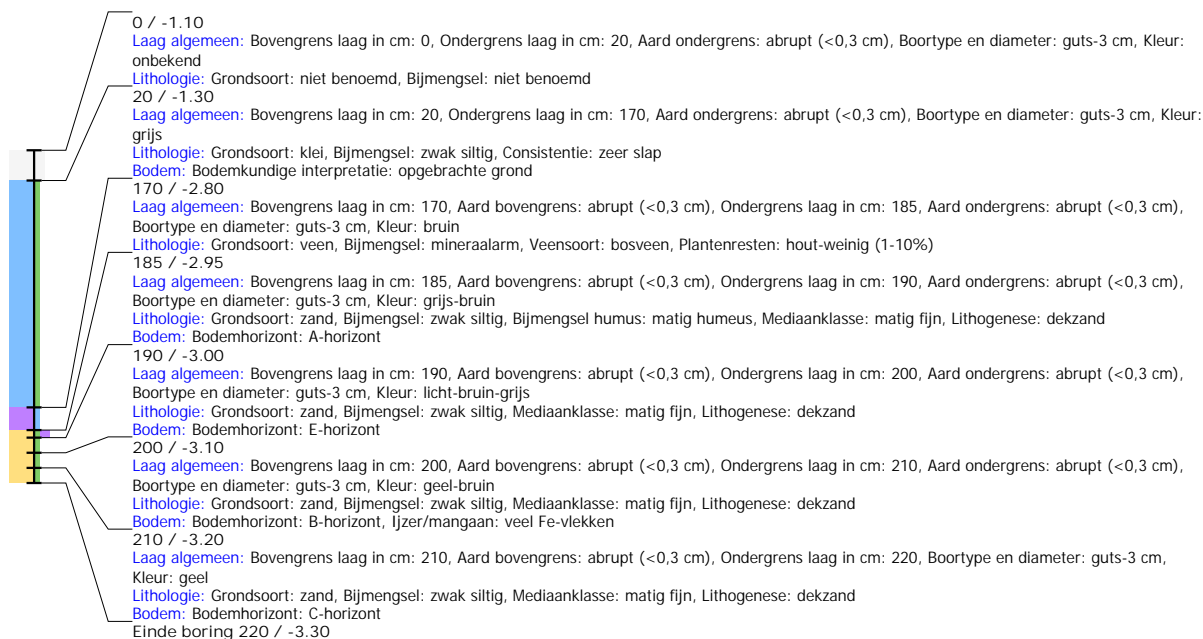 0 / -1.10
Laag algemeen: Bovengrens laag in cm: 0, Ondergrens laag in cm: 20, Aard ondergrens: abrupt (<0,3 cm), Boortype en diameter: guts-3 cm, Kleur:
onbekend
Lithologie: Grondsoort: niet benoemd, Bijmengsel: niet benoemd
20 / -1.30
Laag algemeen: Bovengrens laag in cm: 20, Ondergrens laag in cm: 170, Aard ondergrens: abrupt (<0,3 cm), Boortype en diameter: guts-3 cm, Kleur:
grijs
Lithologie: Grondsoort: klei, Bijmengsel: zwak siltig, Consistentie: zeer slap
Bodem: Bodemkundige interpretatie: opgebrachte grond
170 / -2.80
Laag algemeen: Bovengrens laag in cm: 170, Aard bovengrens: abrupt (<0,3 cm), Ondergrens laag in cm: 185, Aard ondergrens: abrupt (<0,3 cm),
Boortype en diameter: guts-3 cm, Kleur: bruin
Lithologie: Grondsoort: veen, Bijmengsel: mineraalarm, Veensoort: bosveen, Plantenresten: hout-weinig (1-10%)
185 / -2.95
Laag algemeen: Bovengrens laag in cm: 185, Aard bovengrens: abrupt (<0,3 cm), Ondergrens laag in cm: 190, Aard ondergrens: abrupt (<0,3 cm),
Boortype en diameter: guts-3 cm, Kleur: grijs-bruin
Lithologie: Grondsoort: zand, Bijmengsel: zwak siltig, Bijmengsel humus: matig humeus, Mediaanklasse: matig fijn, Lithogenese: dekzand
Bodem: Bodemhorizont: A-horizont
190 / -3.00
Laag algemeen: Bovengrens laag in cm: 190, Aard bovengrens: abrupt (<0,3 cm), Ondergrens laag in cm: 200, Aard ondergrens: abrupt (<0,3 cm),
Boortype en diameter: guts-3 cm, Kleur: licht-bruin-grijs
Lithologie: Grondsoort: zand, Bijmengsel: zwak siltig, Mediaanklasse: matig fijn, Lithogenese: dekzand
Bodem: Bodemhorizont: E-horizont
200 / -3.10
Laag algemeen: Bovengrens laag in cm: 200, Aard bovengrens: abrupt (<0,3 cm), Ondergrens laag in cm: 210, Aard ondergrens: abrupt (<0,3 cm),
Boortype en diameter: guts-3 cm, Kleur: geel-bruin
Lithologie: Grondsoort: zand, Bijmengsel: zwak siltig, Mediaanklasse: matig fijn, Lithogenese: dekzand
Bodem: Bodemhorizont: B-horizont, Ijzer/mangaan: veel Fe-vlekken
210 / -3.20
Laag algemeen: Bovengrens laag in cm: 210, Aard bovengrens: abrupt (<0,3 cm), Ondergrens laag in cm: 220, Boortype en diameter: guts-3 cm,
Kleur: geel
Lithologie: Grondsoort: zand, Bijmengsel: zwak siltig, Mediaanklasse: matig fijn, Lithogenese: dekzand
Bodem: Bodemhorizont: C-horizont
Einde boring 220 / -3.30